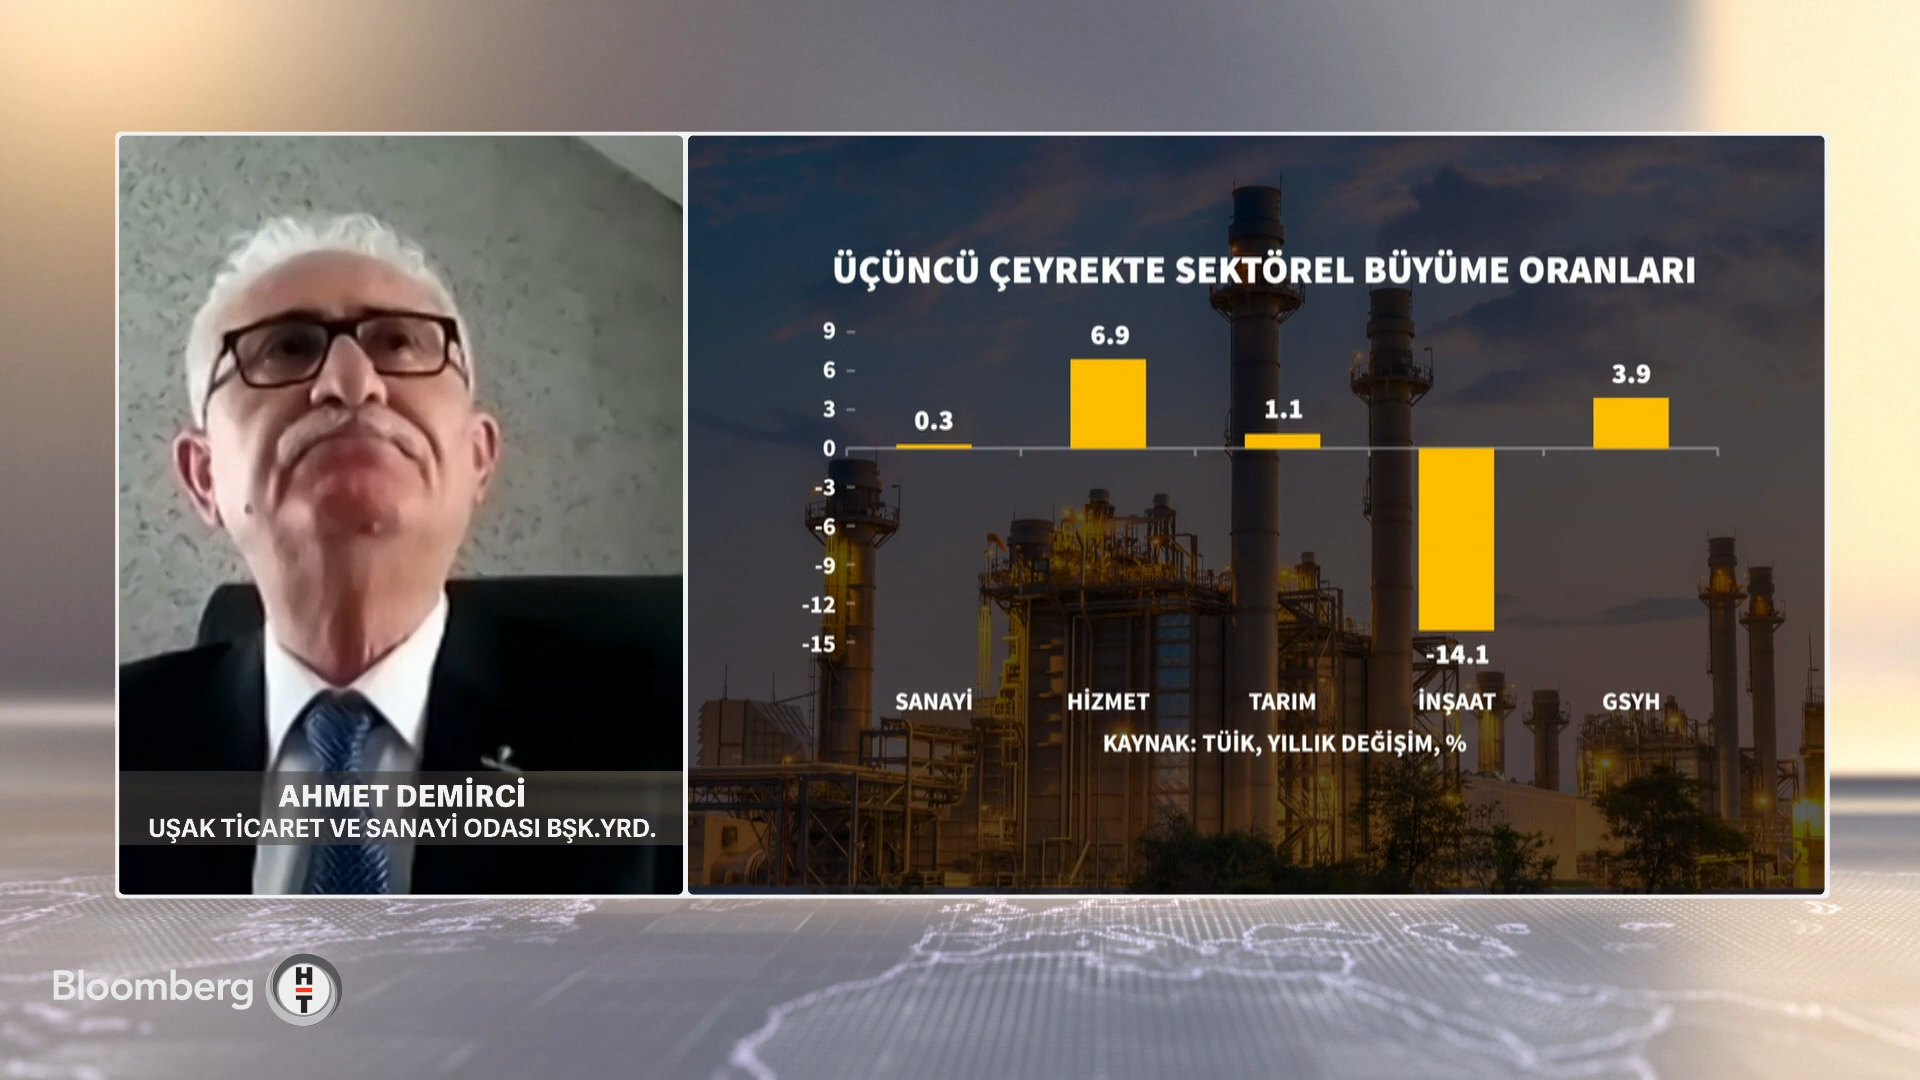 ÜÇÜNCÜ ÇEYREKTE SEKTÖREL BÜYÜME ORANLARI
9
6
3
0
-3
-6
-9
-12
-15
0.3
6.9
1.1
-14.1
3.9
SANAYİ HİZMET TARIM İNŞAAT GSYH
KAYNAK: TÜİK, YILLIK DEĞİŞİM, %
AHMET DEMİRCİ
UŞAK TİCARET VE SANAYİ ODASI BŞK.YRD.
Bloomberg HT